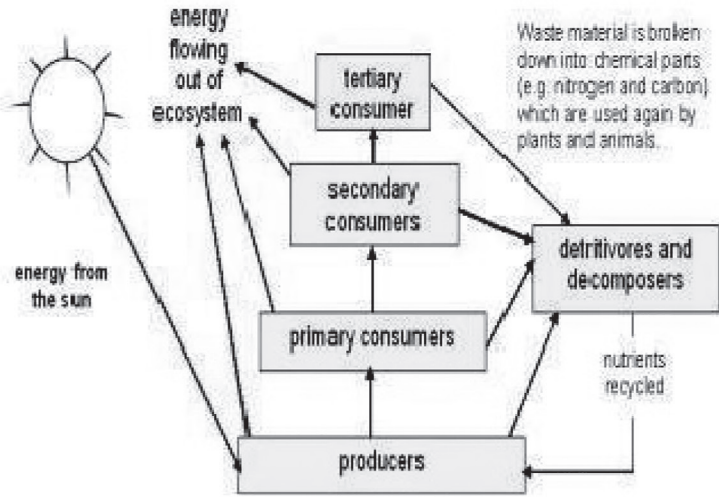 energy
flowing
out of
ecosystem
tertiary
consumer
Waste material is broken
down into chemical parts
(e.g. nitrogen and carbon)
which are used again by
plants and animals.
secondary
consumers
detritivores and
decomposers
energy from
the sun
primary consumers
nutrients
recycled
producers